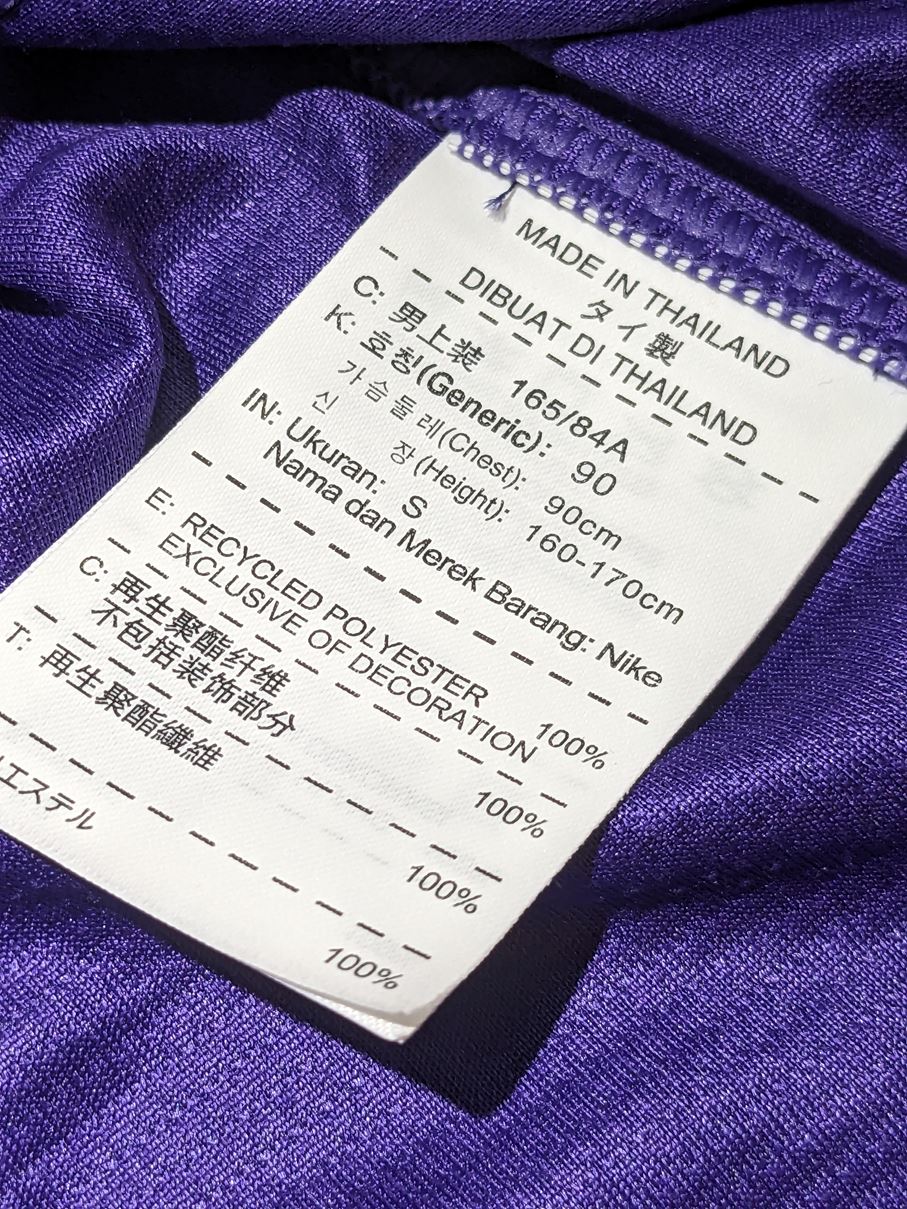 MADE IN THAILAND
タイ製
DIBUAT DI THAILAND
C: 男上装 165/84A
K: 호칭(Generic): 90
가슴둘레(Chest): 90cm
신 장(Height): 160-170cm
IN: Ukuran: S
Nama dan Merek Barang: Nike
E: RECYCLED POLYESTER 100%
EXCLUSIVE OF DECORATION
C: 再生聚酯纤维 100%
不包括装饰部分
T: 再生聚酯纖維 100%
エステル 100%